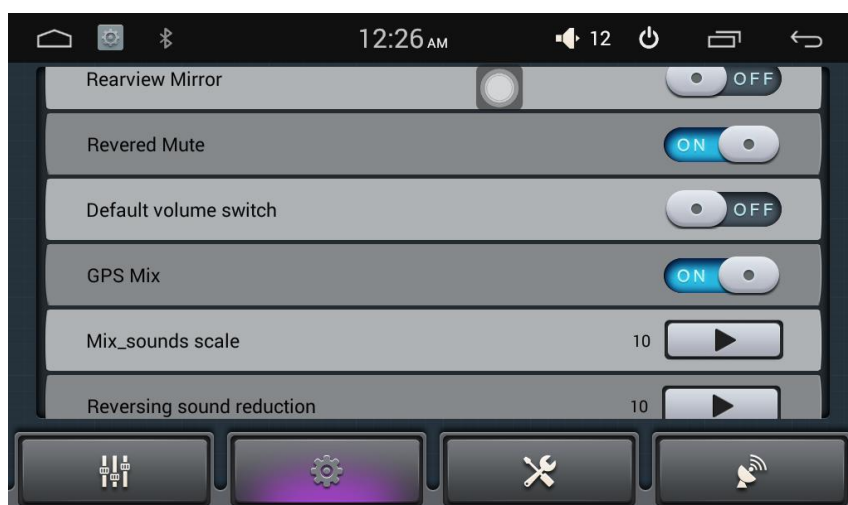 12:26 AM 12
Rearview Mirror OFF
Revered Mute ON
Default volume switch OFF
GPS Mix ON
Mix_sounds scale 10
Reversing sound reduction 10